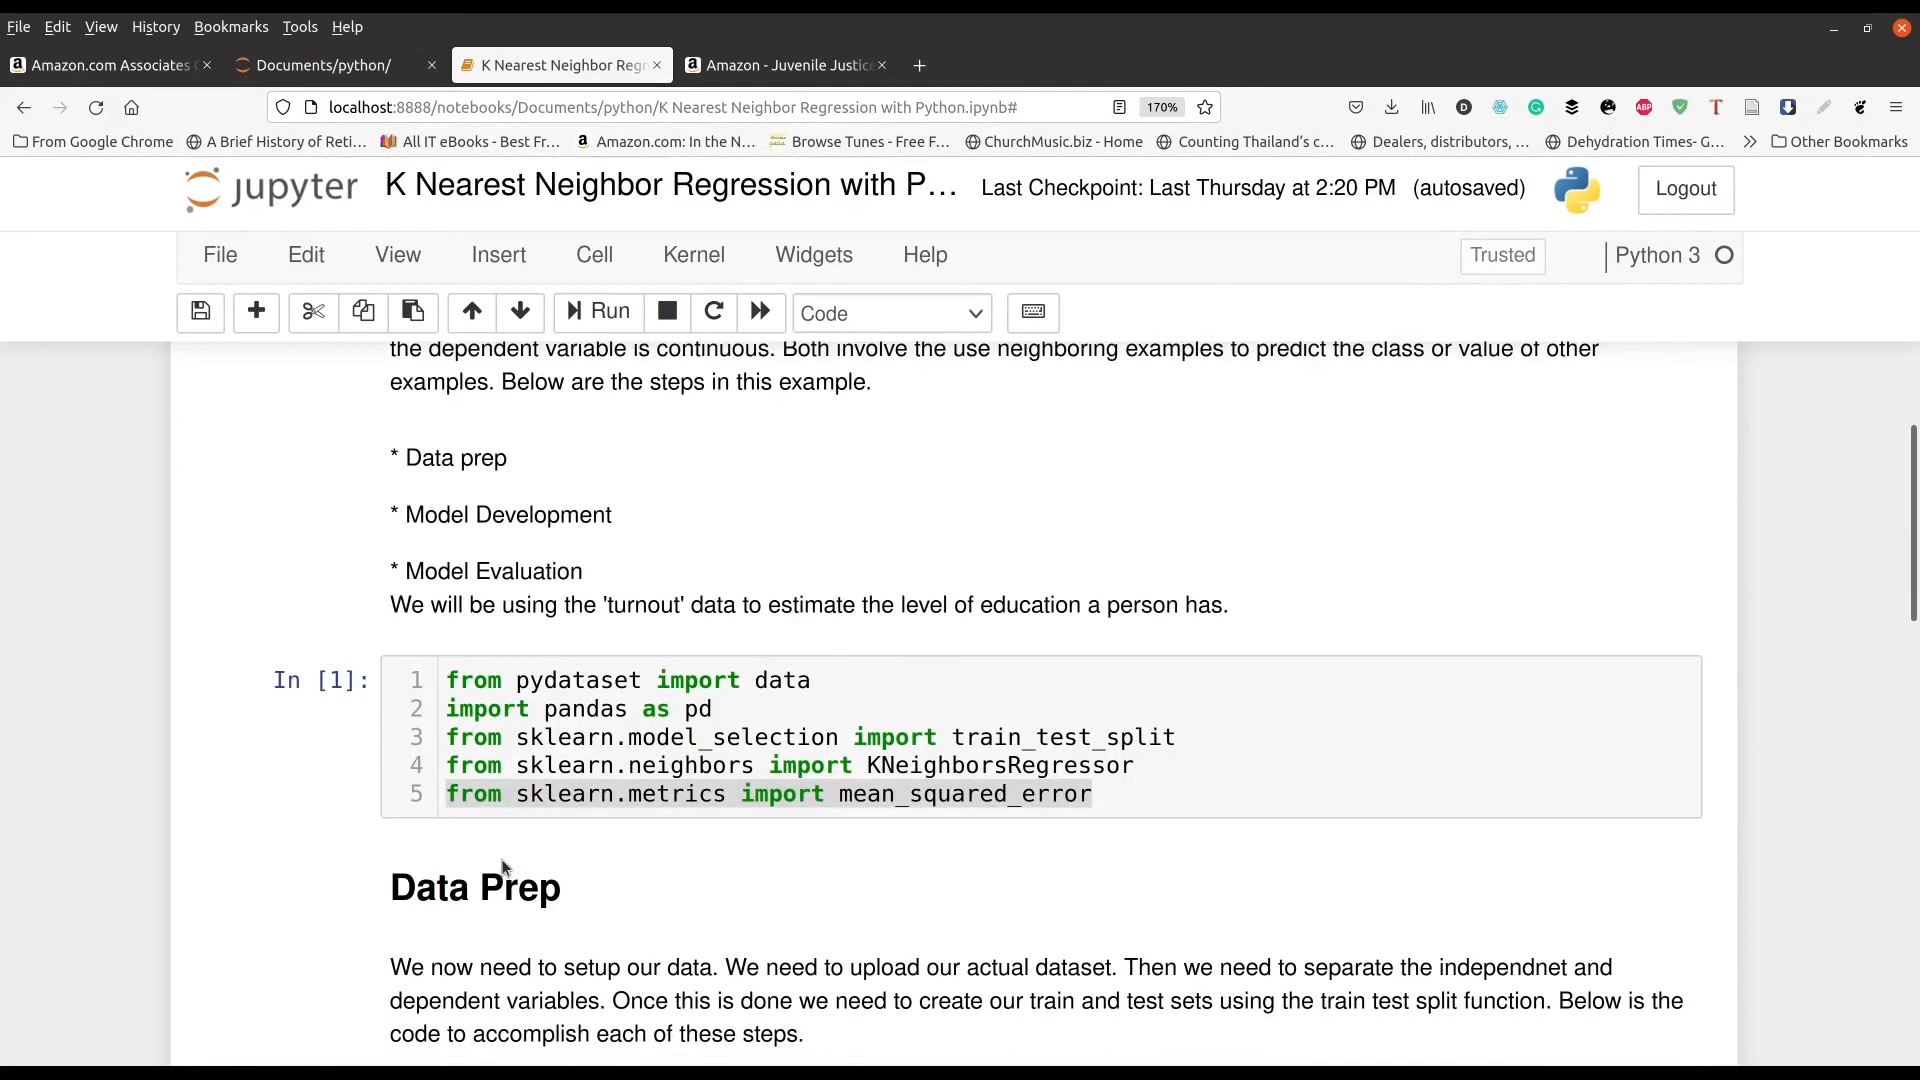 File Edit View History Bookmarks Tools Help
Amazon.com Associates Documents/python/ K Nearest Neighbor Regr Amazon - Juvenile Justice
localhost:8888/notebooks/Documents/python/K Nearest Neighbor Regression with Python.ipynb# 170%
From Google Chrome A Brief History of Reti... All IT eBooks - Best Fr... Amazon.com: In the N... Browse Tunes - Free F... ChurchMusic.biz - Home Counting Thailand's c... Dealers, distributors, ... Dehydration Times- G... Other Bookmarks
jupyter K Nearest Neighbor Regression with P... Last Checkpoint: Last Thursday at 2:20 PM (autosaved) Logout
File Edit View Insert Cell Kernel Widgets Help Trusted Python 3
Run Code
the dependent variable is continuous. Both involve the use neighboring examples to predict the class or value of other
examples. Below are the steps in this example.
* Data prep
* Model Development
* Model Evaluation
We will be using the 'turnout' data to estimate the level of education a person has.
In [1]: 1 from pydataset import data
2 import pandas as pd
3 from sklearn.model_selection import train_test_split
4 from sklearn.neighbors import KNeighborsRegressor
5 from sklearn.metrics import mean_squared_error
Data Prep
We now need to setup our data. We need to upload our actual dataset. Then we need to separate the independnet and
dependent variables. Once this is done we need to create our train and test sets using the train test split function. Below is the
code to accomplish each of these steps.